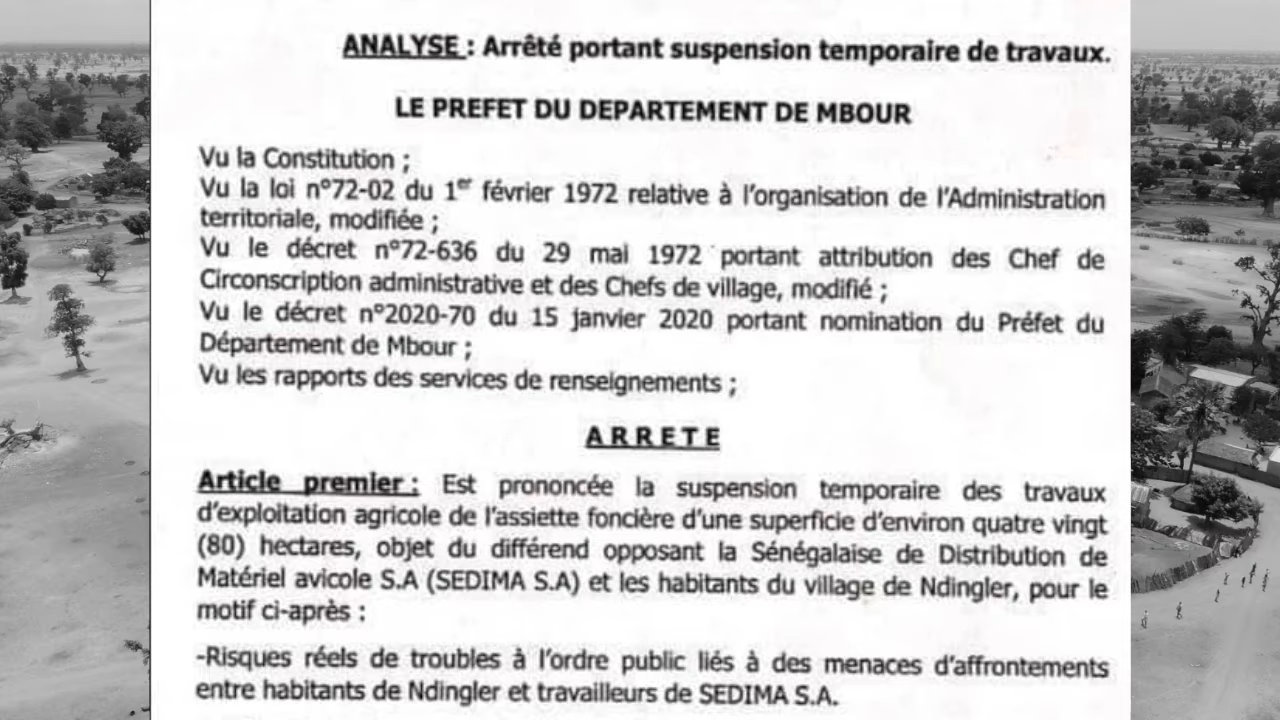 ANALYSE : Arrêté portant suspension temporaire de travaux.
LE PREFET DU DEPARTEMENT DE MBOUR
Vu la Constitution ;
Vu la loi n°72-02 du 1er février 1972 relative à l'organisation de l'Administration
territoriale, modifiée ;
Vu le décret n°72-636 du 29 mai 1972 portant attribution des Chef de
Circonscription administrative et des Chefs de village, modifié ;
Vu le décret n°2020-70 du 15 janvier 2020 portant nomination du Préfet du
Département de Mbour ;
Vu les rapports des services de renseignements ;
A R R E T E
Article premier : Est prononcée la suspension temporaire des travaux
d'exploitation agricole de l'assiette foncière d'une superficie d'environ quatre vingt
(80) hectares, objet du différend opposant la Sénégalaise de Distribution de
Matériel avicole S.A (SEDIMA S.A) et les habitants du village de Ndingler, pour le
motif ci-après :
-Risques réels de troubles à l'ordre public liés à des menaces d'affrontements
entre habitants de Ndingler et travailleurs de SEDIMA S.A.